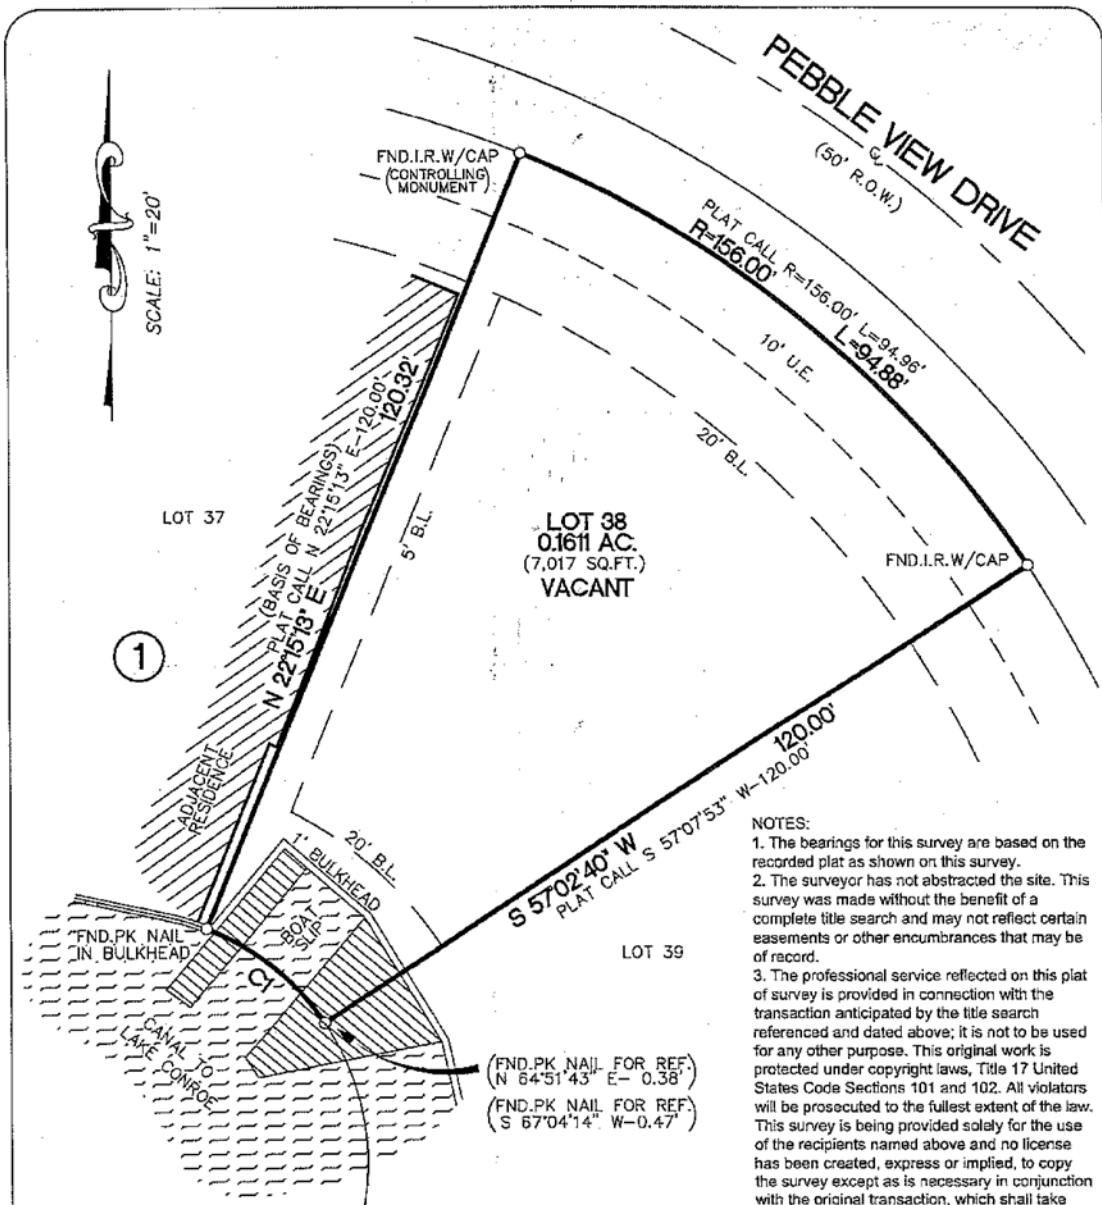 PEBBLE VIEW DRIVE
℄
(50' R.O.W.)
FND.I.R.W/CAP
(CONTROLLING
MONUMENT)
SCALE: 1"=20'
PLAT CALL R=156.00' L=94.96'
R=156.00'
L=94.88'
10' U.E.
20' B.L.
LOT 37
(BASIS OF BEARINGS)
PLAT CALL N 22°15'13" E-120.00'
N 22°15'13" E
120.32'
5' B.L.
LOT 38
0.1611 AC.
(7,017 SQ.FT.)
VACANT
FND.I.R.W/CAP
1
ADJACENT
RESIDENCE
120.00'
S 57°02'40" W
PLAT CALL S 57°07'53" W-120.00'
20' B.L.
1' BULKHEAD
BOAT
SLIP
FND.PK NAIL
IN BULKHEAD
C1
LOT 39
CANAL TO
LAKE CONROE
(FND.PK NAIL FOR REF.)
N 64°51'43" E- 0.38'
(FND.PK NAIL FOR REF.)
S 67°04'14" W-0.47'
NOTES:
1. The bearings for this survey are based on the
recorded plat as shown on this survey.
2. The surveyor has not abstracted the site. This
survey was made without the benefit of a
complete title search and may not reflect certain
easements or other encumbrances that may be
of record.
3. The professional service reflected on this plat
of survey is provided in connection with the
transaction anticipated by the title search
referenced and dated above; it is not to be used
for any other purpose. This original work is
protected under copyright laws, Title 17 United
States Code Sections 101 and 102. All violators
will be prosecuted to the fullest extent of the law.
This survey is being provided solely for the use
of the recipients named above and no license
has been created, express or implied, to copy
the survey except as is necessary in conjunction
with the original transaction, which shall take